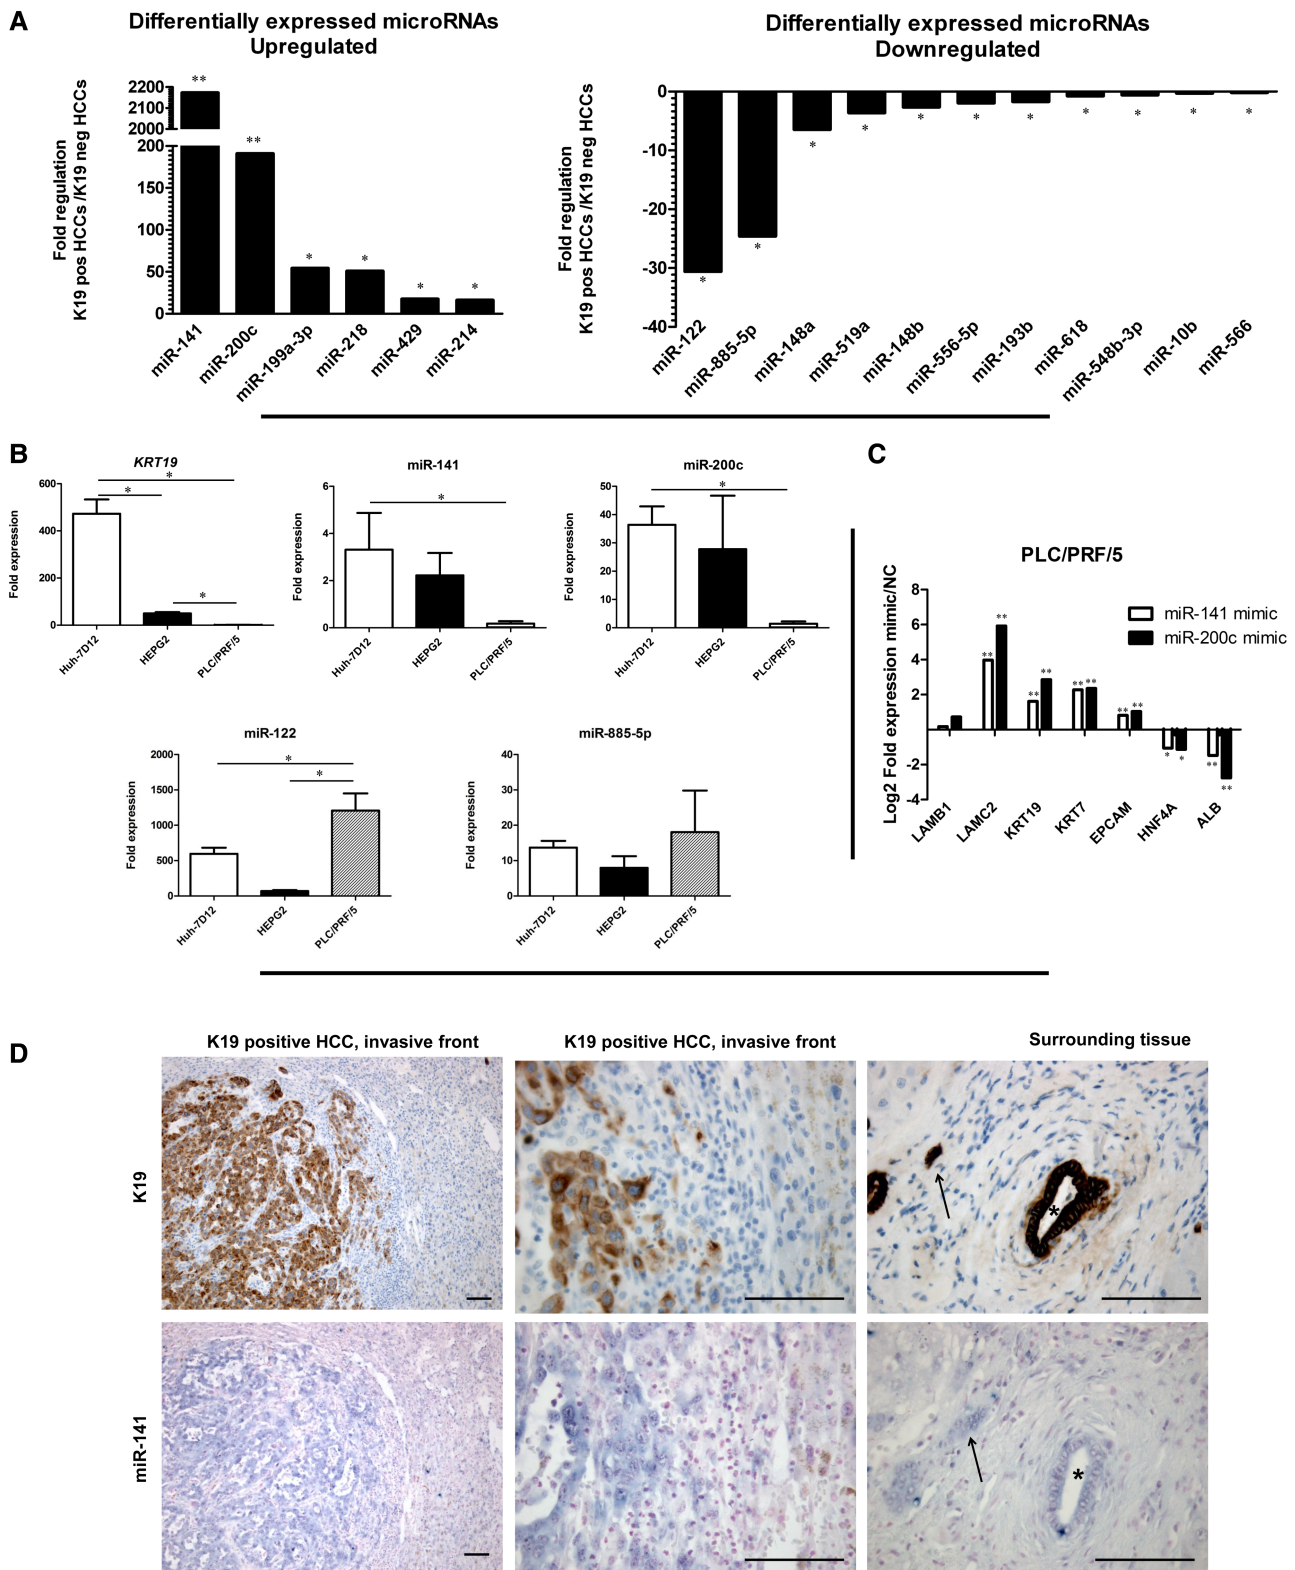 A
Differentially expressed microRNAs
Upregulated
Fold regulation
K19 pos HCCs /K19 neg HCCs
2200
2100
2000
200
150
100
50
0
**
**
*
*
*
*
miR-141
miR-200c
miR-199a-3p
miR-218
miR-429
miR-214
Differentially expressed microRNAs
Downregulated
Fold regulation
K19 pos HCCs /K19 neg HCCs
0
-10
-20
-30
-40
*
*
*
*
*
*
*
*
*
*
*
miR-122
miR-885-5p
miR-148a
miR-519a
miR-148b
miR-556-5p
miR-193b
miR-618
miR-548b-3p
miR-10b
miR-566
B
KRT19
Fold expression
600
400
200
0
*
*
*
Huh-7D12
HEPG2
PLC/PRF/5
miR-141
Fold expression
6
4
2
0
*
Huh-7D12
HEPG2
PLC/PRF/5
miR-200c
Fold expression
50
40
30
20
10
0
*
Huh-7D12
HEPG2
PLC/PRF/5
miR-122
Fold expression
2000
1500
1000
500
0
*
*
Huh-7D12
HEPG2
PLC/PRF/5
miR-885-5p
Fold expression
40
30
20
10
0
Huh-7D12
HEPG2
PLC/PRF/5
C
PLC/PRF/5
Log2 Fold expression mimic/NC
8
6
4
2
-2
-4
miR-141 mimic
miR-200c mimic
**
**
**
**
**
**
**
**
*
*
**
**
LAMB1
LAMC2
KRT19
KRT7
EPCAM
HNF4A
ALB
D
K19 positive HCC, invasive front
K19 positive HCC, invasive front
Surrounding tissue
K19
*
miR-141
*